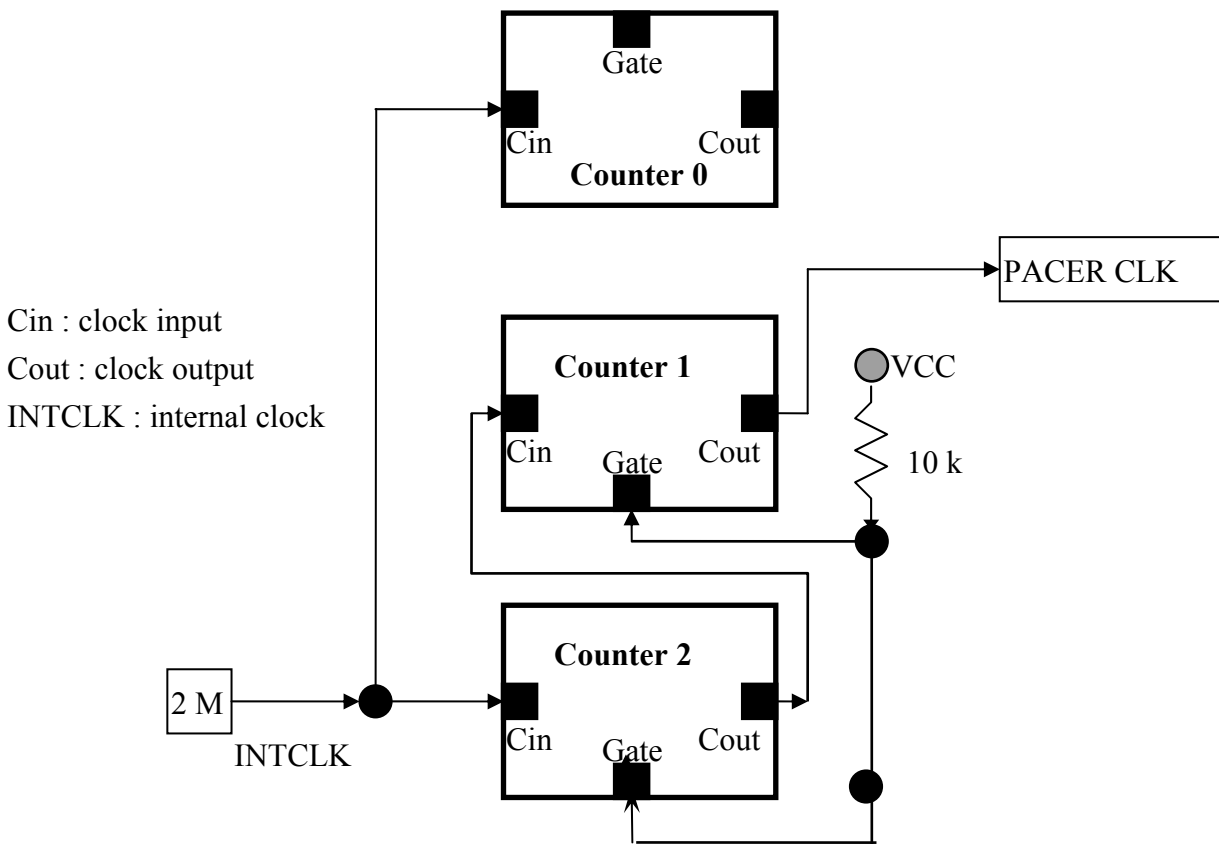 Gate
Cin
Cout
Counter 0
PACER CLK
Cin : clock input
Cout : clock output
INTCLK : internal clock
Counter 1
VCC
Cin
Gate
Cout
10 k
Counter 2
2 M
INTCLK
Cin
Gate
Cout